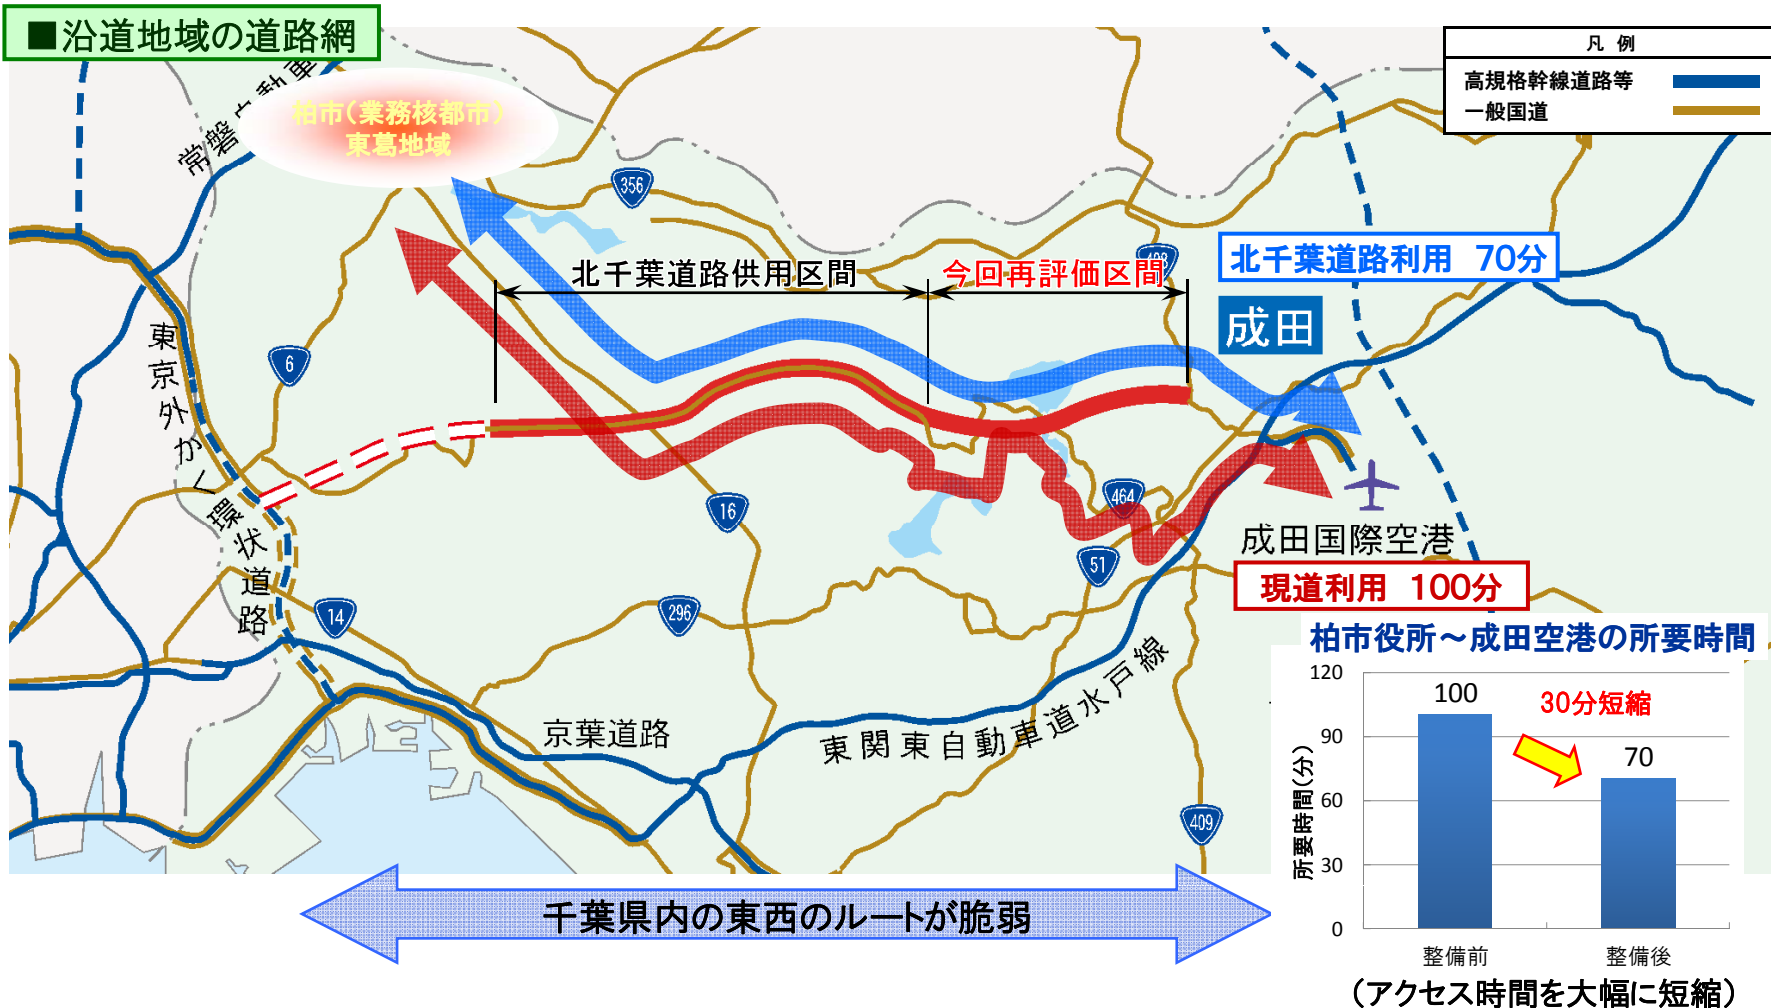 ■沿道地域の道路網
凡 例
高規格幹線道路等
一般国道
常磐自動車
柏市(業務核都市)
東葛地域
356
408
北千葉道路利用 70分
北千葉道路供用区間
今回再評価区間
成田
東京外かく環状道路
6
16
464
51
成田国際空港
現道利用 100分
14
296
409
京葉道路
東関東自動車道水戸線
千葉県内の東西のルートが脆弱
柏市役所～成田空港の所要時間
120
90
60
30
0
所要時間(分)
100
30分短縮
70
整備前
整備後
(アクセス時間を大幅に短縮)